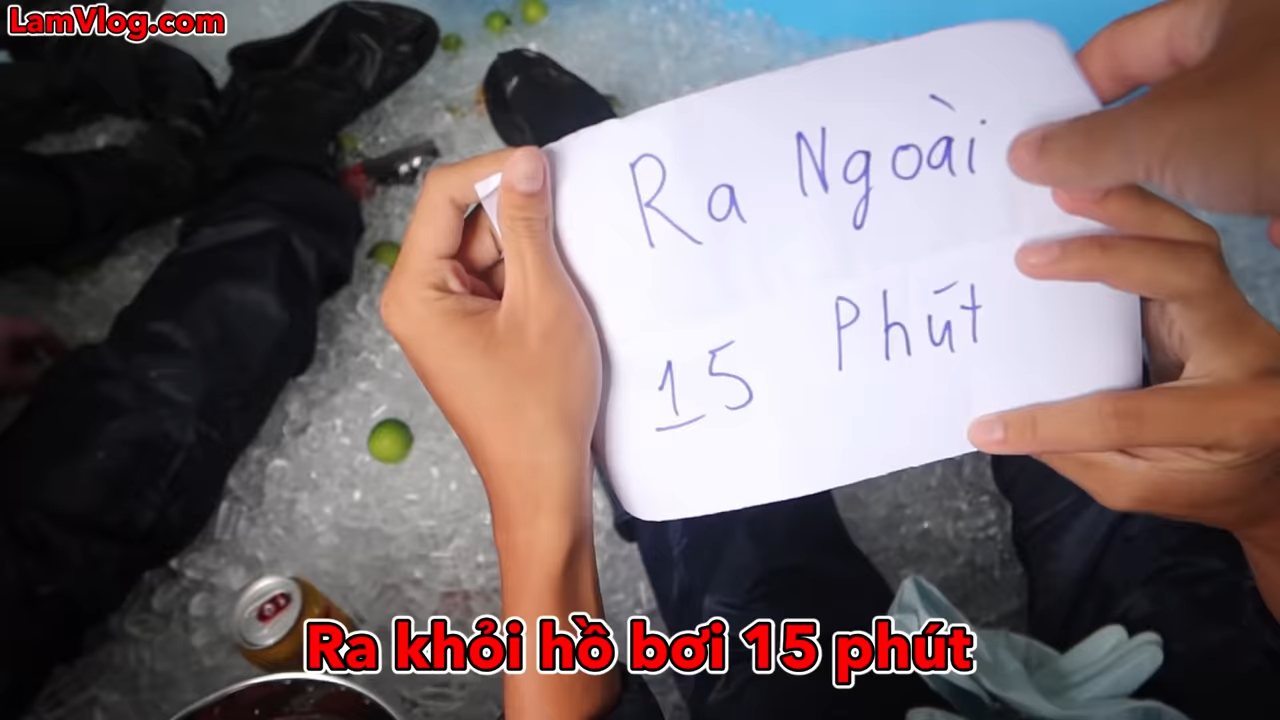 LamVlog.com
Ra Ngoài
15 Phút
Ra khỏi hồ bơi 15 phút